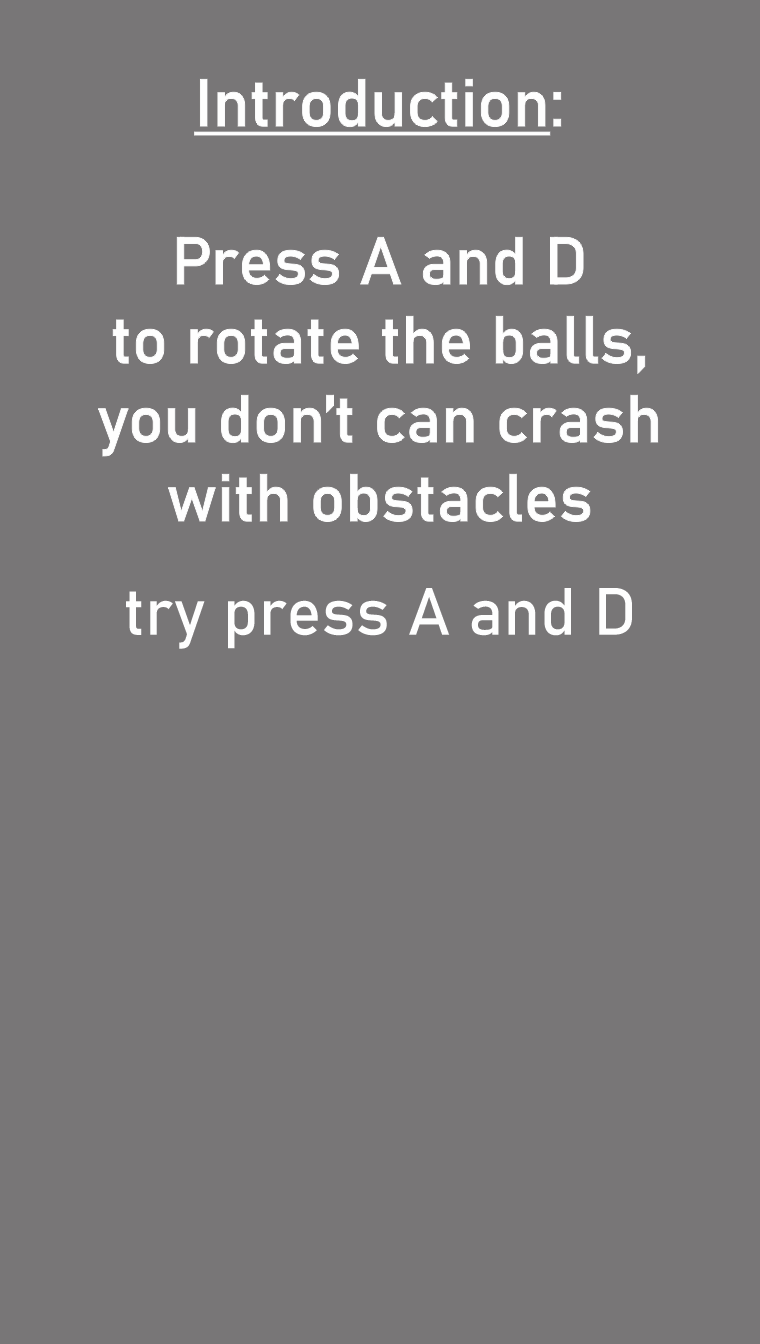 Introduction:
Press A and D
to rotate the balls,
you don’t can crash
with obstacles
try press A and D